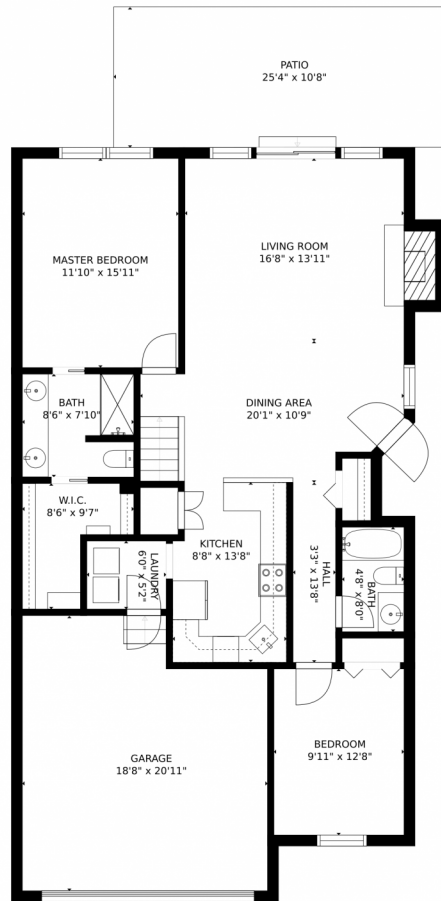 PATIO
25'4" x 10'8"
MASTER BEDROOM
11'10" x 15'11"
LIVING ROOM
16'8" x 13'11"
BATH
8'6" x 7'10"
DINING AREA
20'1" x 10'9"
W.I.C.
8'6" x 9'7"
KITCHEN
8'8" x 13'8"
LAUNDRY
6'0" x 5'2"
HALL
3'3" x 13'8"
BATH
4'8" x 8'0"
BEDROOM
9'11" x 12'8"
GARAGE
18'8" x 20'11"